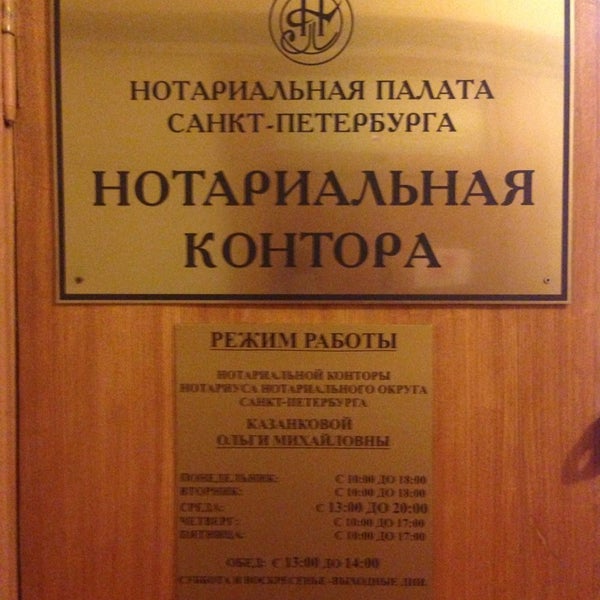 НОТАРИАЛЬНАЯ ПАЛАТА
САНКТ-ПЕТЕРБУРГА
НОТАРИАЛЬНАЯ
КОНТОРА
РЕЖИМ РАБОТЫ
НОТАРИАЛЬНОЙ КОНТОРЫ
НОТАРИУСА НОТАРИАЛЬНОГО ОКРУГА
САНКТ-ПЕТЕРБУРГА
КАЗАНКОВОЙ
ОЛЬГИ МИХАЙЛОВНЫ
ПОНЕДЕЛЬНИК: С 10:00 ДО 18:00
ВТОРНИК: С 10:00 ДО 18:00
СРЕДА: С 13:00 ДО 20:00
ЧЕТВЕРГ: С 10:00 ДО 17:00
ПЯТНИЦА: С 10:00 ДО 17:00
ОБЕД: С 13:00 ДО 14:00
СУББОТА И ВОСКРЕСЕНЬЕ -ВЫХОДНЫЕ ДНИ.